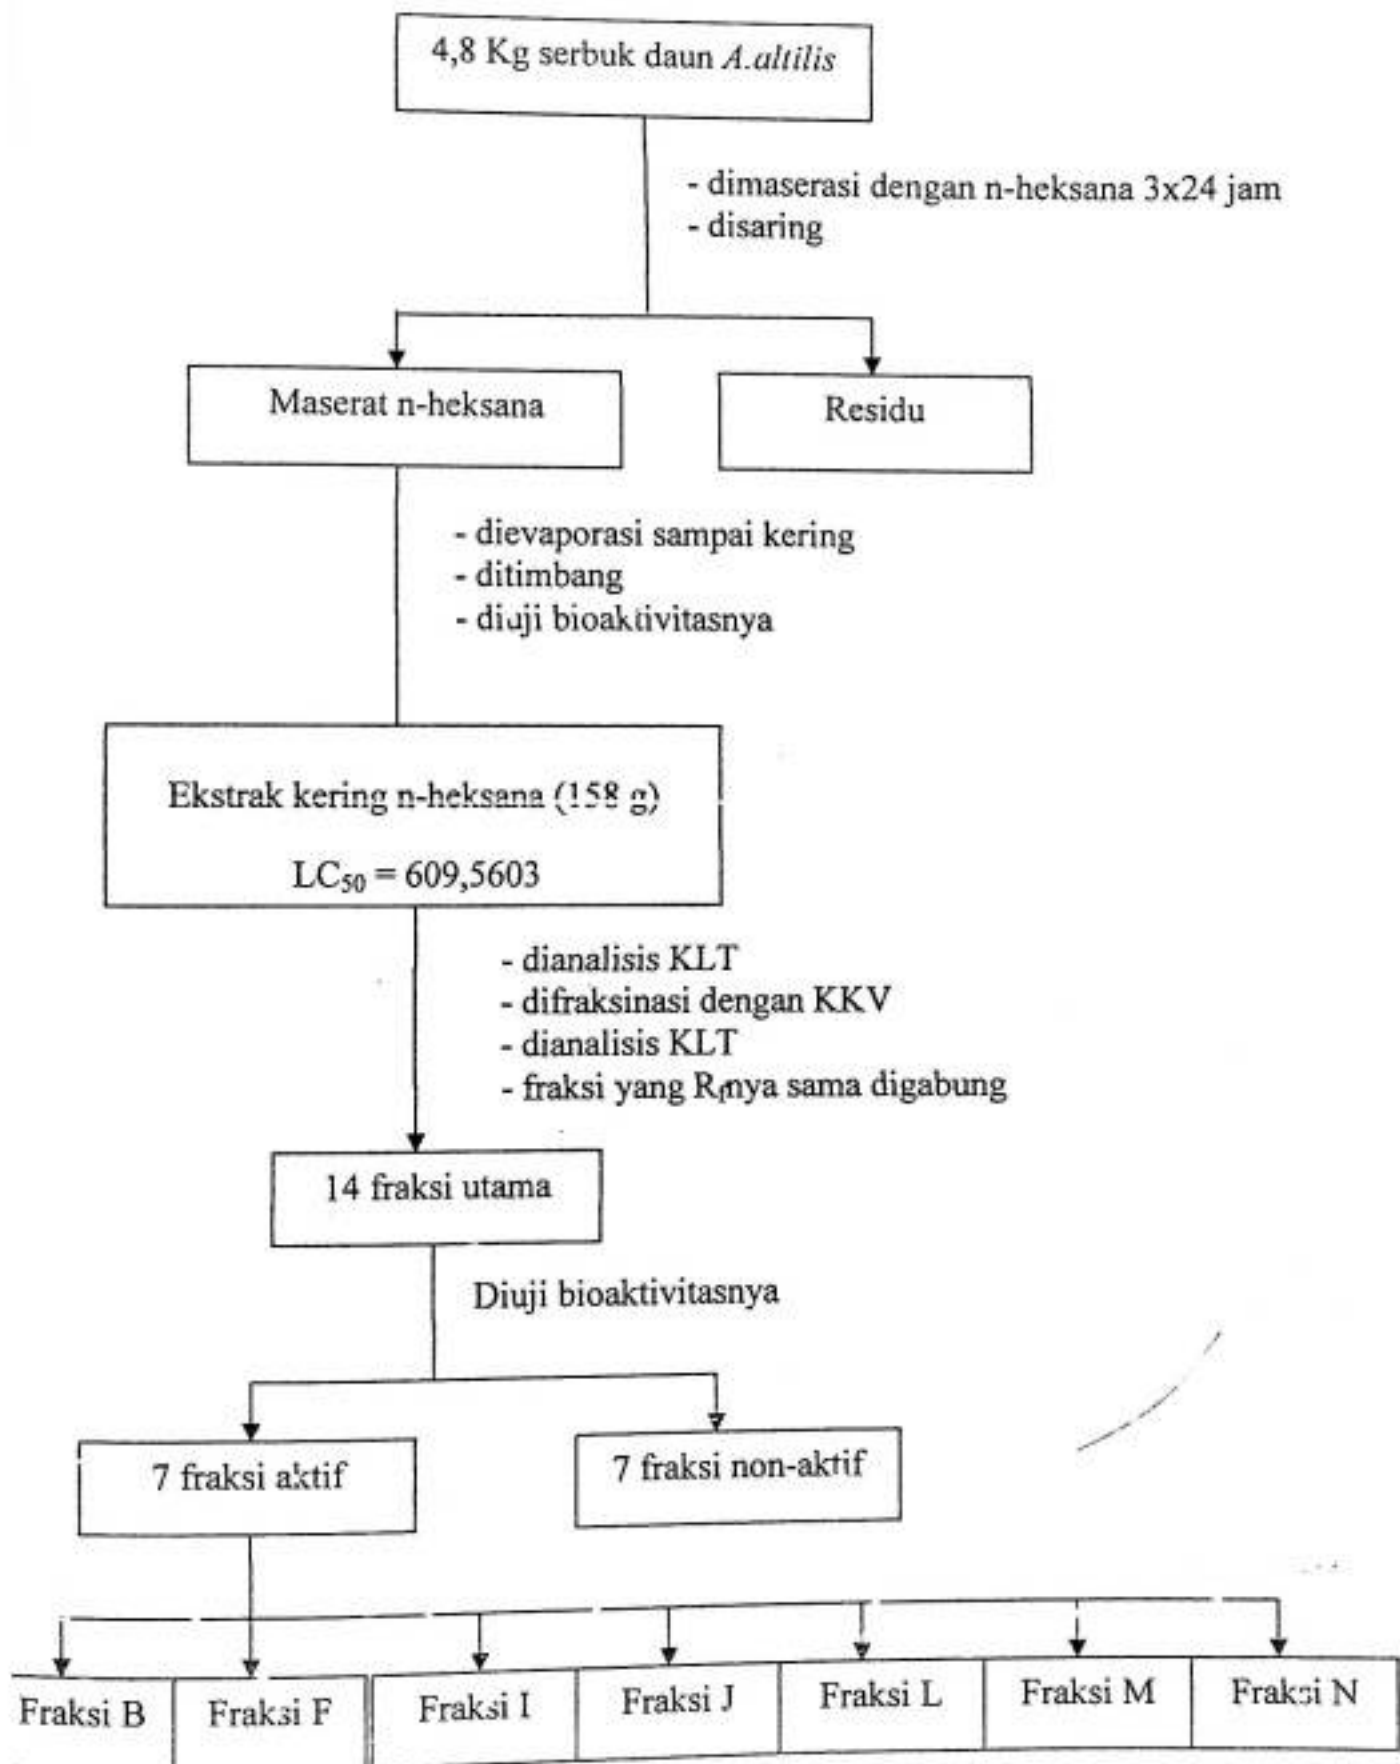 4,8 Kg serbuk daun A.altilis
- dimaserasi dengan n-heksana 3x24 jam
- disaring
Maserat n-heksana
Residu
- dievaporasi sampai kering
- ditimbang
- diuji bioaktivitasnya
Ekstrak kering n-heksana (158 g)
LC₅₀ = 609,5603
- dianalisis KLT
- difraksinasi dengan KKV
- dianalisis KLT
- fraksi yang Rfnya sama digabung
14 fraksi utama
Diuji bioaktivitasnya
7 fraksi aktif
7 fraksi non-aktif
Fraksi B
Fraksi F
Fraksi I
Fraksi J
Fraksi L
Fraksi M
Fraksi N